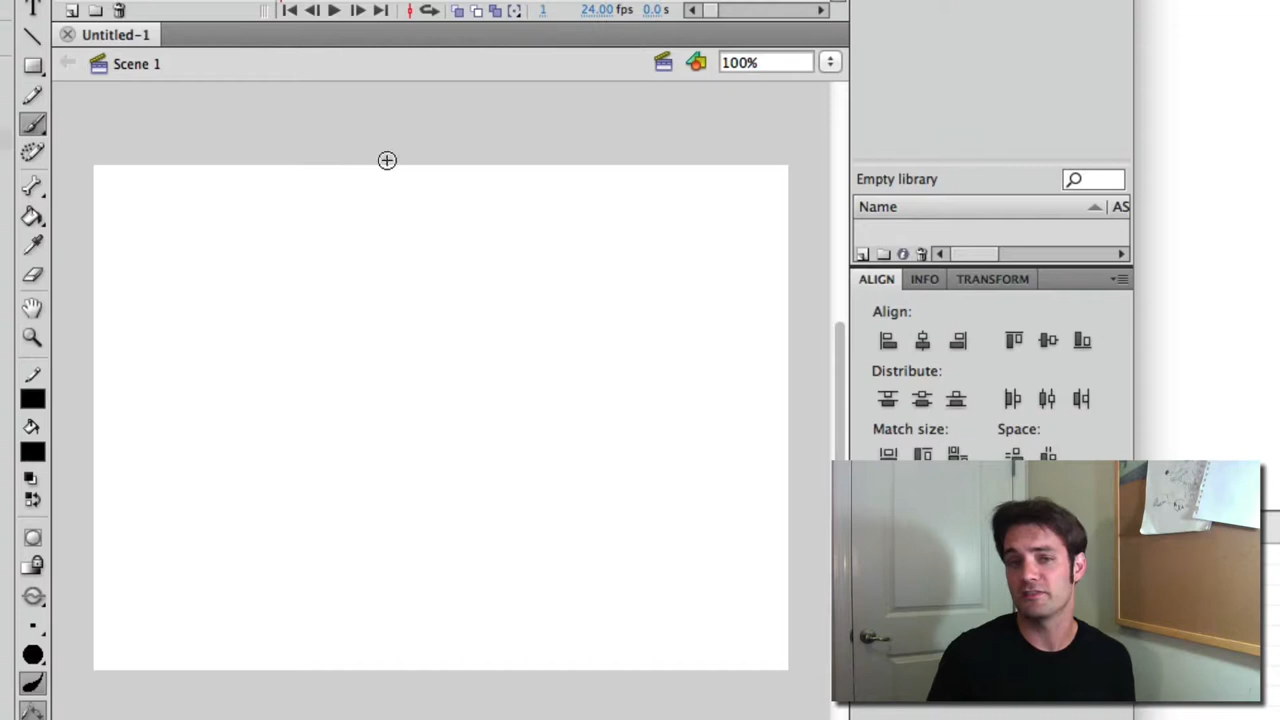 1 24.00 fps 0.0 s
Untitled-1
Scene 1
100%
Empty library
Name AS
ALIGN INFO TRANSFORM
Align:
Distribute:
Match size: Space: